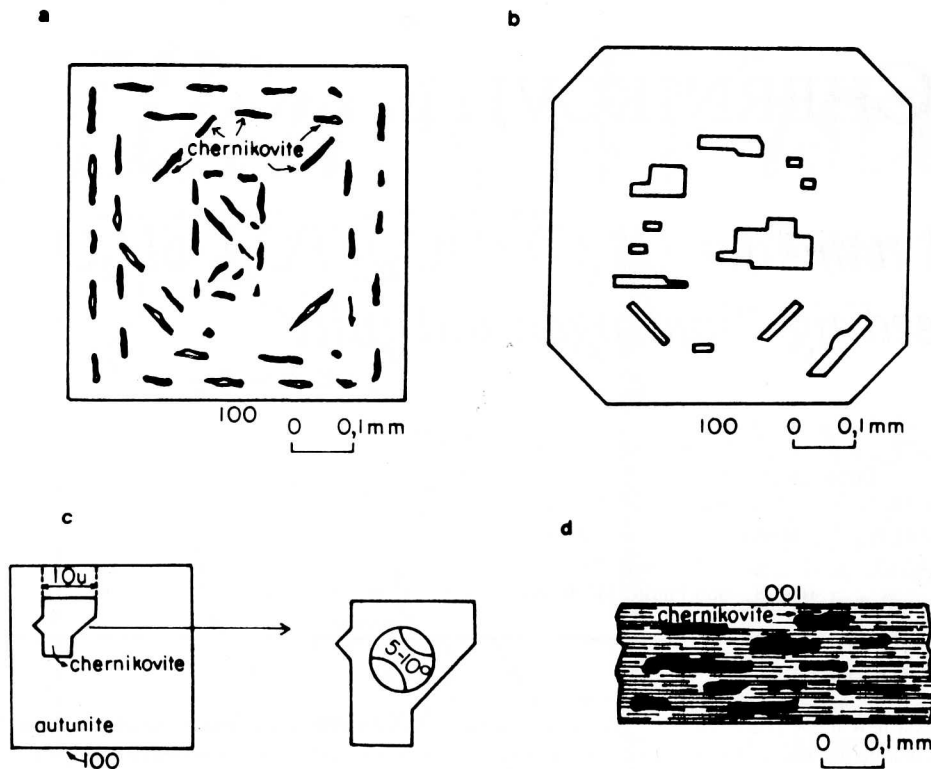 a
chernikovite
100
0 0,1mm
b
100 0 0,1mm
c
10u
chernikovite
autunite
100
5-10°
d
001
chernikovite
0 0,1mm